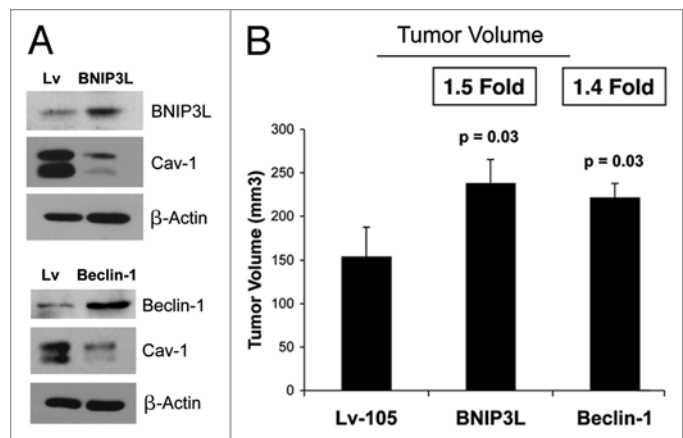 A
Lv BNIP3L
BNIP3L
Cav-1
β-Actin
Lv Beclin-1
Beclin-1
Cav-1
β-Actin
B
Tumor Volume
1.5 Fold 1.4 Fold
p = 0.03 p = 0.03
Tumor Volume (mm3)
300
250
200
150
100
50
0
Lv-105 BNIP3L Beclin-1